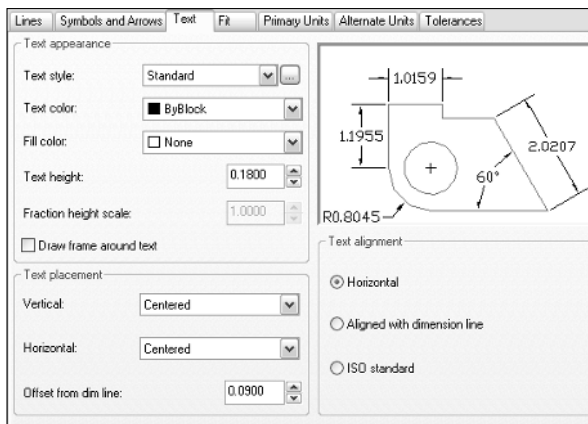 Lines Symbols and Arrows Text Fit Primary Units Alternate Units Tolerances
Text appearance
Text style: Standard ...
Text color: ByBlock
Fill color: None
Text height: 0.1800
Fraction height scale: 1.0000
Draw frame around text
Text placement
Vertical: Centered
Horizontal: Centered
Offset from dim line: 0.0900
1.0159
1.1955
2.0207
60°
R0.8045
Text alignment
Horizontal
Aligned with dimension line
ISO standard